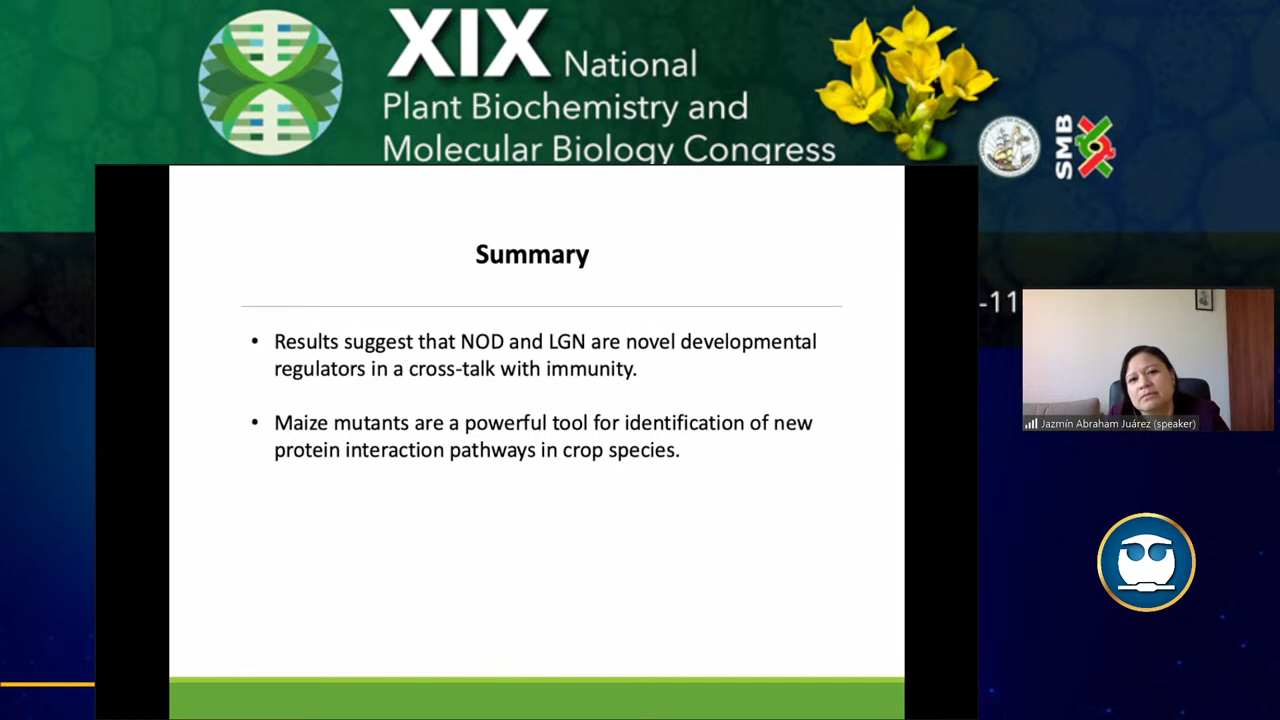 XIX National
Plant Biochemistry and
Molecular Biology Congress
SMB
Summary
• Results suggest that NOD and LGN are novel developmental
regulators in a cross-talk with immunity.
• Maize mutants are a powerful tool for identification of new
protein interaction pathways in crop species.
-11
Jazmín Abraham Juárez (speaker)